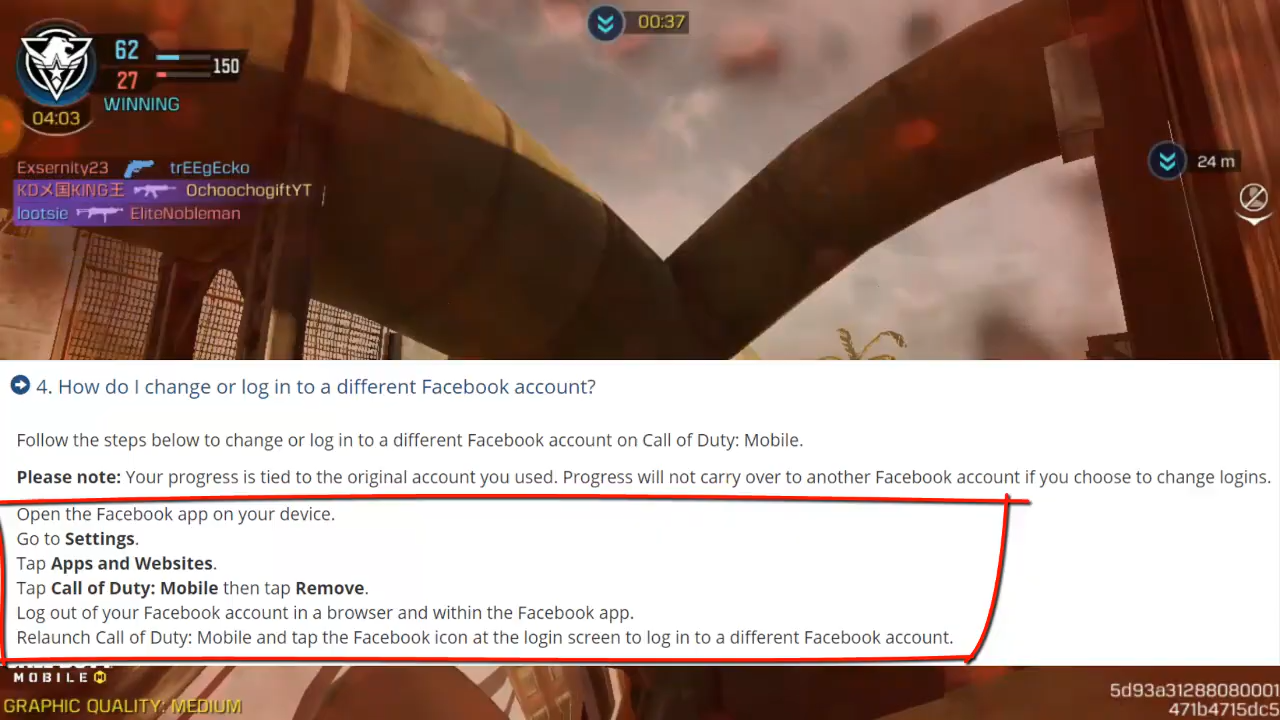 00:37
62
27
150
WINNING
04:03
24 m
Exsernity23 trEEgEcko
KDメ国KING王 OchoochogiftYT
lootsie EliteNobleman
4. How do I change or log in to a different Facebook account?
Follow the steps below to change or log in to a different Facebook account on Call of Duty: Mobile.
Please note: Your progress is tied to the original account you used. Progress will not carry over to another Facebook account if you choose to change logins.
Open the Facebook app on your device.
Go to Settings.
Tap Apps and Websites.
Tap Call of Duty: Mobile then tap Remove.
Log out of your Facebook account in a browser and within the Facebook app.
Relaunch Call of Duty: Mobile and tap the Facebook icon at the login screen to log in to a different Facebook account.
MOBILE
GRAPHIC QUALITY: MEDIUM
5d93a31288080001
471b4715dc5